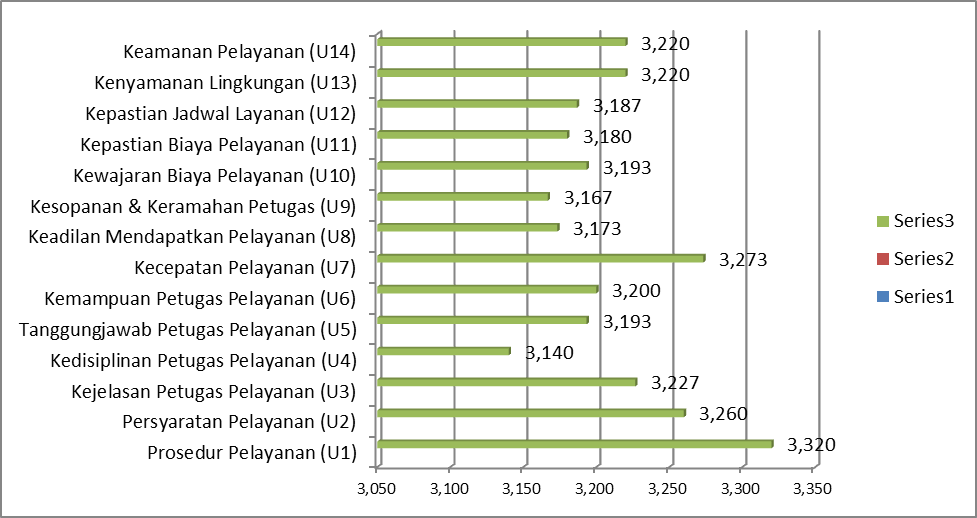 Keamanan Pelayanan (U14) 3,220
Kenyamanan Lingkungan (U13) 3,220
Kepastian Jadwal Layanan (U12) 3,187
Kepastian Biaya Pelayanan (U11) 3,180
Kewajaran Biaya Pelayanan (U10) 3,193
Kesopanan & Keramahan Petugas (U9) 3,167
Keadilan Mendapatkan Pelayanan (U8) 3,173
Kecepatan Pelayanan (U7) 3,273
Kemampuan Petugas Pelayanan (U6) 3,200
Tanggungjawab Petugas Pelayanan (U5) 3,193
Kedisiplinan Petugas Pelayanan (U4) 3,140
Kejelasan Petugas Pelayanan (U3) 3,227
Persyaratan Pelayanan (U2) 3,260
Prosedur Pelayanan (U1) 3,320
3,050 3,100 3,150 3,200 3,250 3,300 3,350
Series3
Series2
Series1